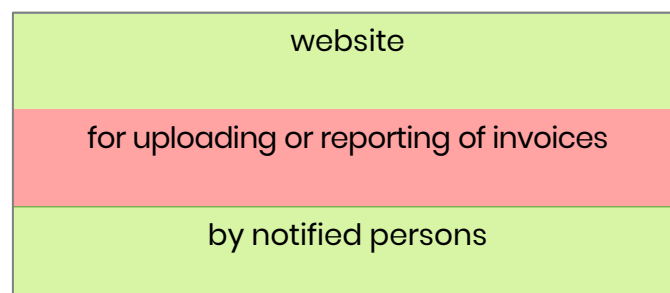 website
for uploading or reporting of invoices
by notified persons